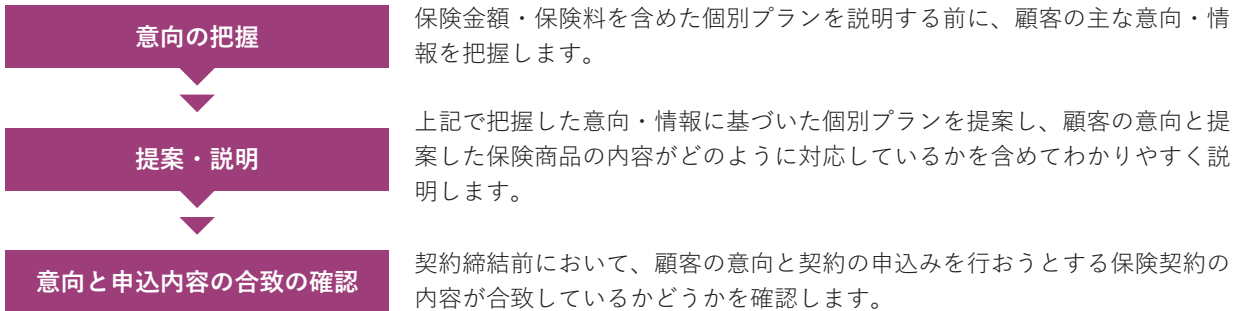 意向の把握
保険金額・保険料を含めた個別プランを説明する前に、顧客の主な意向・情
報を把握します。
提案・説明
上記で把握した意向・情報に基づいた個別プランを提案し、顧客の意向と提
案した保険商品の内容がどのように対応しているかを含めてわかりやすく説
明します。
意向と申込内容の合致の確認
契約締結前において、顧客の意向と契約の申込みを行おうとする保険契約の
内容が合致しているかどうかを確認します。